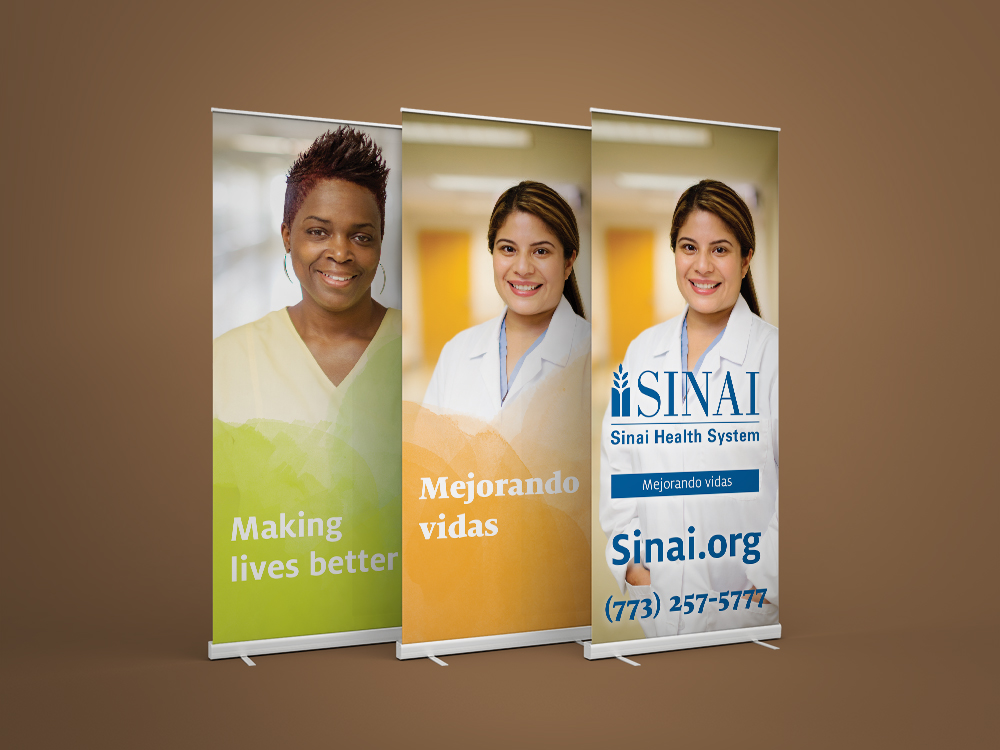 Making
lives better
Mejorando
vidas
SINAI
Sinai Health System
Mejorando vidas
Sinai.org
(773) 257-5777